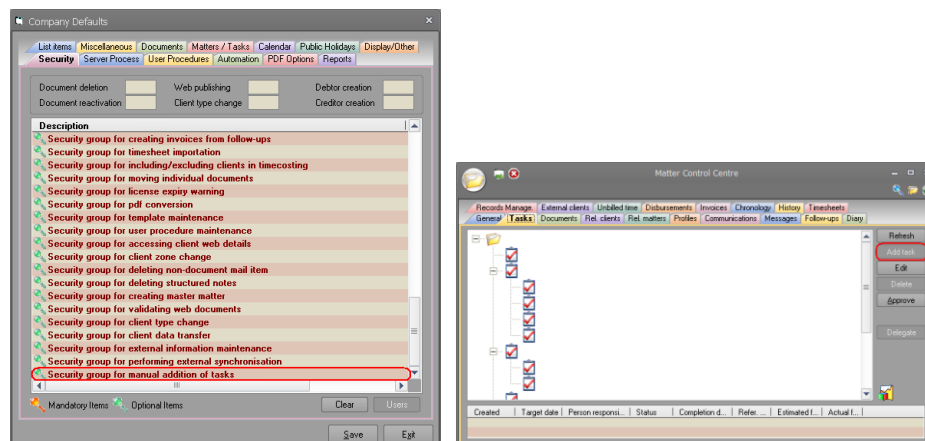 Company Defaults
List items Miscellaneous Documents Matters / Tasks Calendar Public Holidays Display/Other
Security Server Process User Procedures Automation PDF Options Reports
Document deletion Web publishing Debtor creation
Document reactivation Client type change Creditor creation
Description
Security group for creating invoices from follow-ups
Security group for timesheet importation
Security group for including/excluding clients in timecosting
Security group for moving individual documents
Security group for license expiry warning
Security group for pdf conversion
Security group for template maintenance
Security group for user procedure maintenance
Security group for accessing client web details
Security group for client zone change
Security group for deleting non-document mail item
Security group for deleting structured notes
Security group for creating master matter
Security group for validating web documents
Security group for client type change
Security group for client data transfer
Security group for external information maintenance
Security group for performing external synchronisation
Security group for manual addition of tasks
Mandatory Items Optional Items Clear Users
Save Exit
Matter Control Centre
Records Manage. External clients Unbilled time Disbursements Invoices Chronology History Timesheets
General Tasks Documents Rel. clients Rel. matters Profiles Communications Messages Follow-ups Diary
Refresh
Add task
Edit
Delete
Approve
Delegate
Created Target date Person responsi... Status Completion d... Refer. ... Estimated f... Actual f...